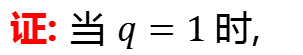 证: 当 q = 1 时,